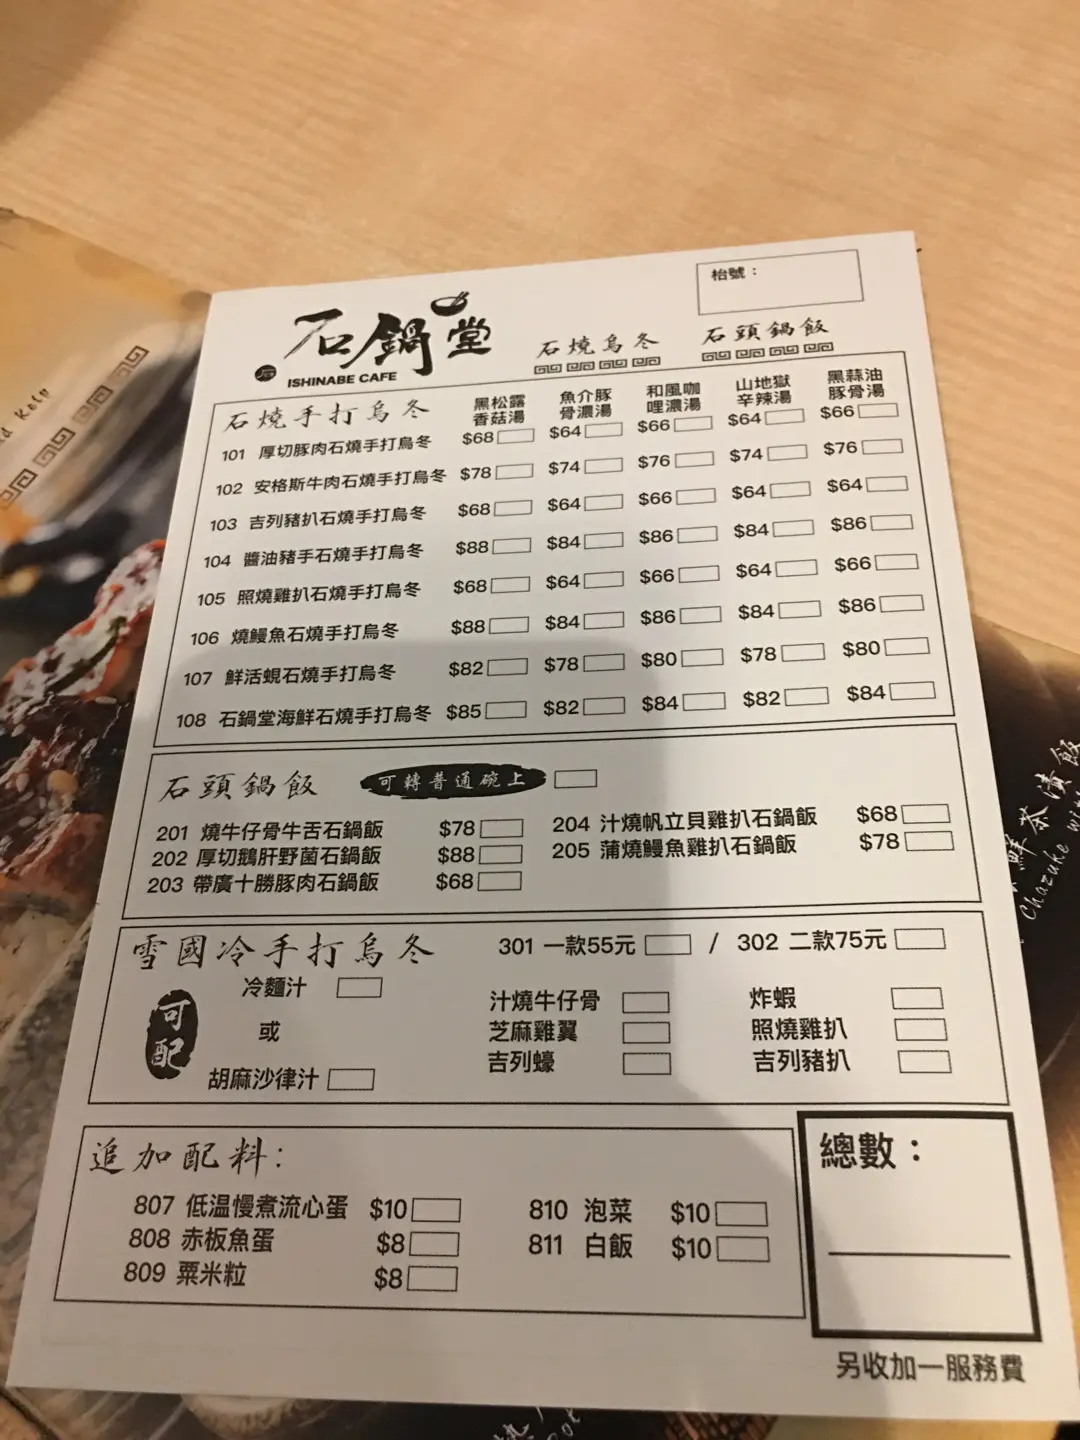 枱號：
石鍋堂
ISHINABE CAFE
石燒烏冬 石頭鍋飯
石燒手打烏冬 黑松露香菇湯 魚介豚骨濃湯 和風咖哩濃湯 山地獄辛辣湯 黑蒜油豚骨湯
101 厚切豚肉石燒手打烏冬 $68 $64 $66 $64 $66
102 安格斯牛肉石燒手打烏冬 $78 $74 $76 $74 $76
103 吉列豬扒石燒手打烏冬 $68 $64 $66 $64 $64
104 醬油豬手石燒手打烏冬 $88 $84 $86 $84 $86
105 照燒雞扒石燒手打烏冬 $68 $64 $66 $64 $66
106 燒鰻魚石燒手打烏冬 $88 $84 $86 $84 $86
107 鮮活蜆石燒手打烏冬 $82 $78 $80 $78 $80
108 石鍋堂海鮮石燒手打烏冬 $85 $82 $84 $82 $84
石頭鍋飯 可轉普通碗上
201 燒牛仔骨牛舌石鍋飯 $78 204 汁燒帆立貝雞扒石鍋飯 $68
202 厚切鵝肝野菌石鍋飯 $88 205 蒲燒鰻魚雞扒石鍋飯 $78
203 帶廣十勝豚肉石鍋飯 $68
雪國冷手打烏冬 301 一款55元 / 302 二款75元
可配
冷麵汁
或
胡麻沙律汁
汁燒牛仔骨 炸蝦
芝麻雞翼 照燒雞扒
吉列蠔 吉列豬扒
追加配料：
807 低温慢煮流心蛋 $10 810 泡菜 $10
808 赤板魚蛋 $8 811 白飯 $10
809 粟米粒 $8
總數：
另收加一服務費
鮮茶漬飯
Chazuke with